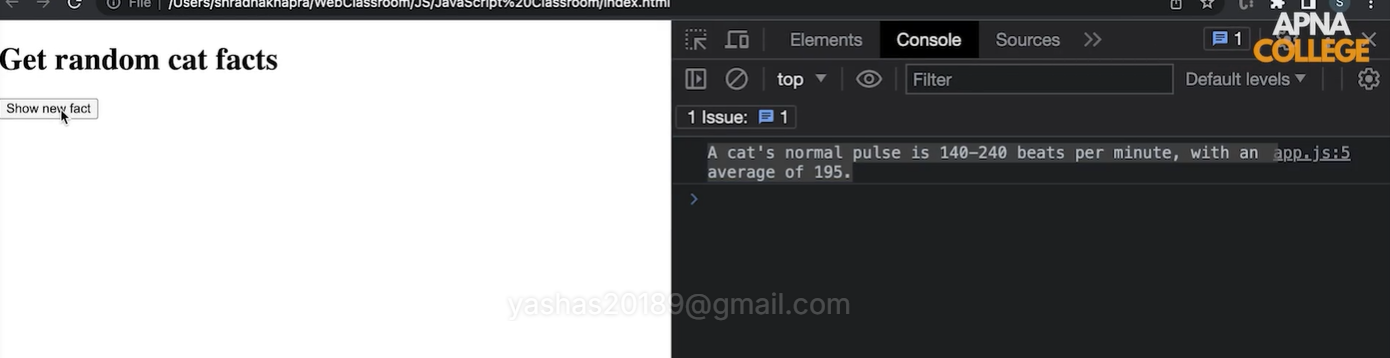 File /Users/shradhakhapra/WebClassroom/JS/JavaScript%20Classroom/index.html
S
APNA
COLLEGE
Get random cat facts
Show new fact
Elements Console Sources 1
top Filter Default levels
1 Issue: 1
A cat's normal pulse is 140-240 beats per minute, with an app.js:5
average of 195.
yashas20189@gmail.com